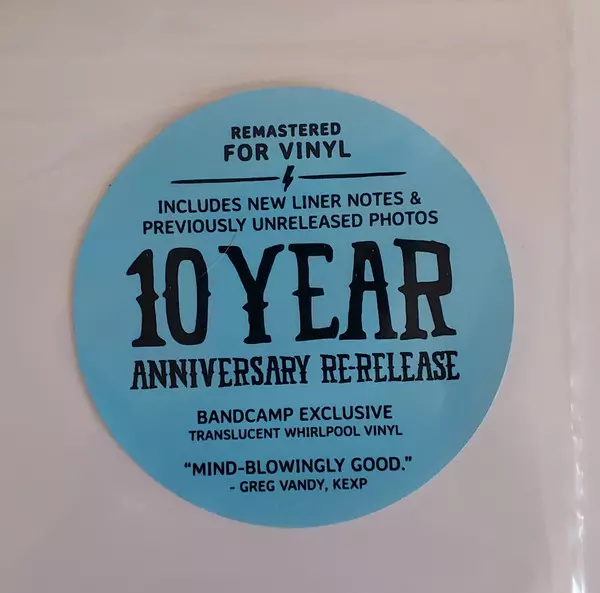 REMASTERED
FOR VINYL
INCLUDES NEW LINER NOTES &
PREVIOUSLY UNRELEASED PHOTOS
10 YEAR
ANNIVERSARY RE-RELEASE
BANDCAMP EXCLUSIVE
TRANSLUCENT WHIRLPOOL VINYL
“MIND-BLOWINGLY GOOD.”
- GREG VANDY, KEXP